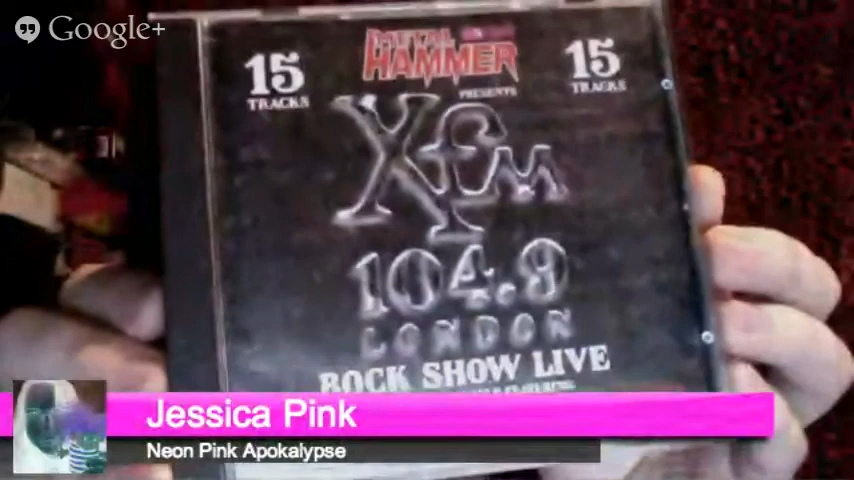 Google+
15 TRACKS
METAL HAMMER
15 TRACKS
PRESENTS
Xfm
104.9
LONDON
ROCK SHOW LIVE
FEATURING
Jessica Pink
Neon Pink Apokalypse